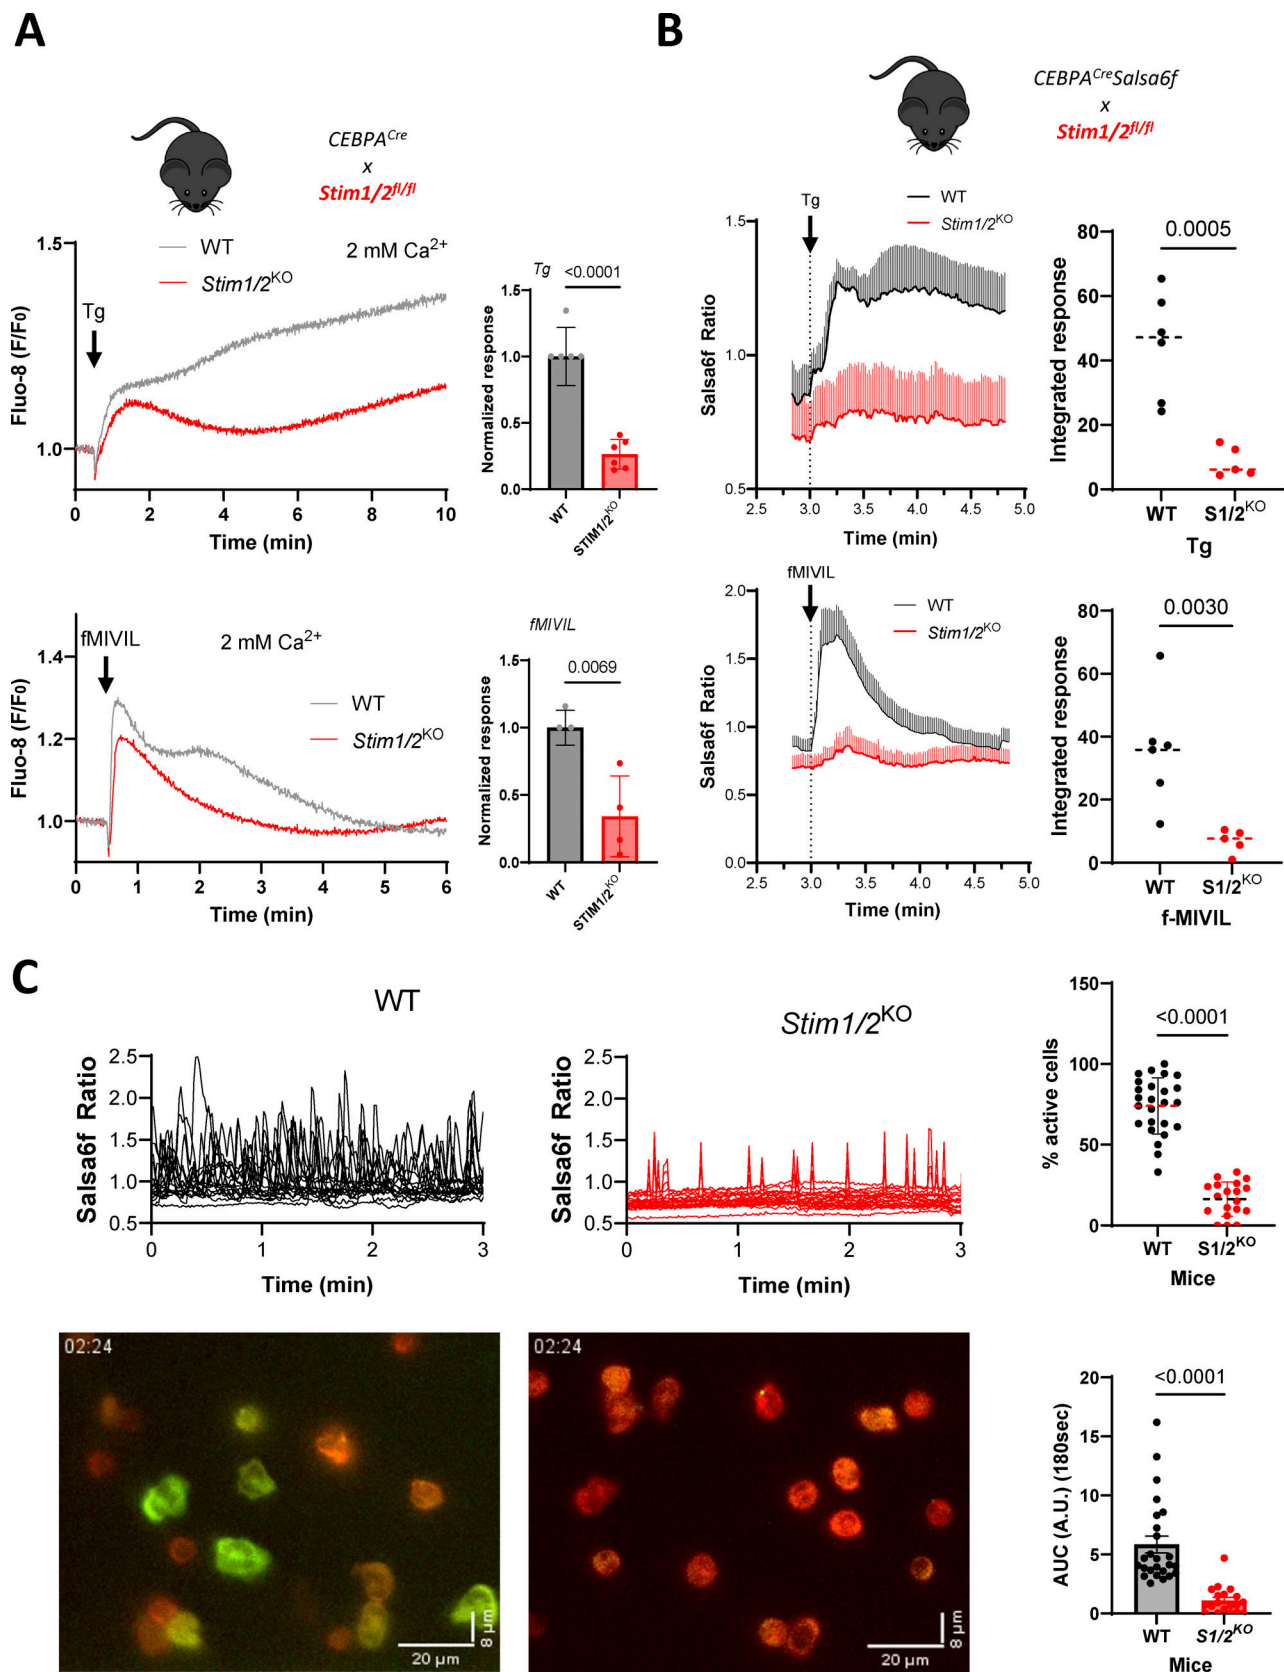 A
CEBPA^Cre
x
Stim1/2^fl/fl
WT
Stim1/2^KO
2 mM Ca²⁺
Tg
Fluo-8 (F/F₀)
1.5
1.0
0
2
4
6
8
10
Time (min)
Tg
<0.0001
Normalized response
1.5
1.0
0.5
0.0
WT
STIM1/2^KO
fMIVIL
2 mM Ca²⁺
WT
Stim1/2^KO
Fluo-8 (F/F₀)
1.4
1.2
1.0
0
1
2
3
4
5
6
Time (min)
fMIVIL
0.0069
Normalized response
1.5
1.0
0.5
0.0
WT
STIM1/2^KO
B
CEBPA^Cre Salsa6f
x
Stim1/2^fl/fl
Tg
WT
Stim1/2^KO
Salsa6f Ratio
1.5
1.0
0.5
2.5
3.0
3.5
4.0
4.5
5.0
Time (min)
0.0005
Integrated response
80
60
40
20
0
WT
S1/2^KO
Tg
fMIVIL
WT
Stim1/2^KO
Salsa6f Ratio
2.0
1.5
1.0
0.5
0.0
2.5
3.0
3.5
4.0
4.5
5.0
Time (min)
0.0030
Integrated response
80
60
40
20
0
WT
S1/2^KO
f-MIVIL
C
WT
Salsa6f Ratio
2.5
2.0
1.5
1.0
0.5
0
1
2
3
Time (min)
Stim1/2^KO
Salsa6f Ratio
2.5
2.0
1.5
1.0
0.5
0
1
2
3
Time (min)
<0.0001
% active cells
150
100
50
0
WT
S1/2^KO
Mice
02:24
20 µm
8 µm
02:24
20 µm
8 µm
<0.0001
AUC (A.U.) (180sec)
20
15
10
5
0
WT
S1/2^KO
Mice